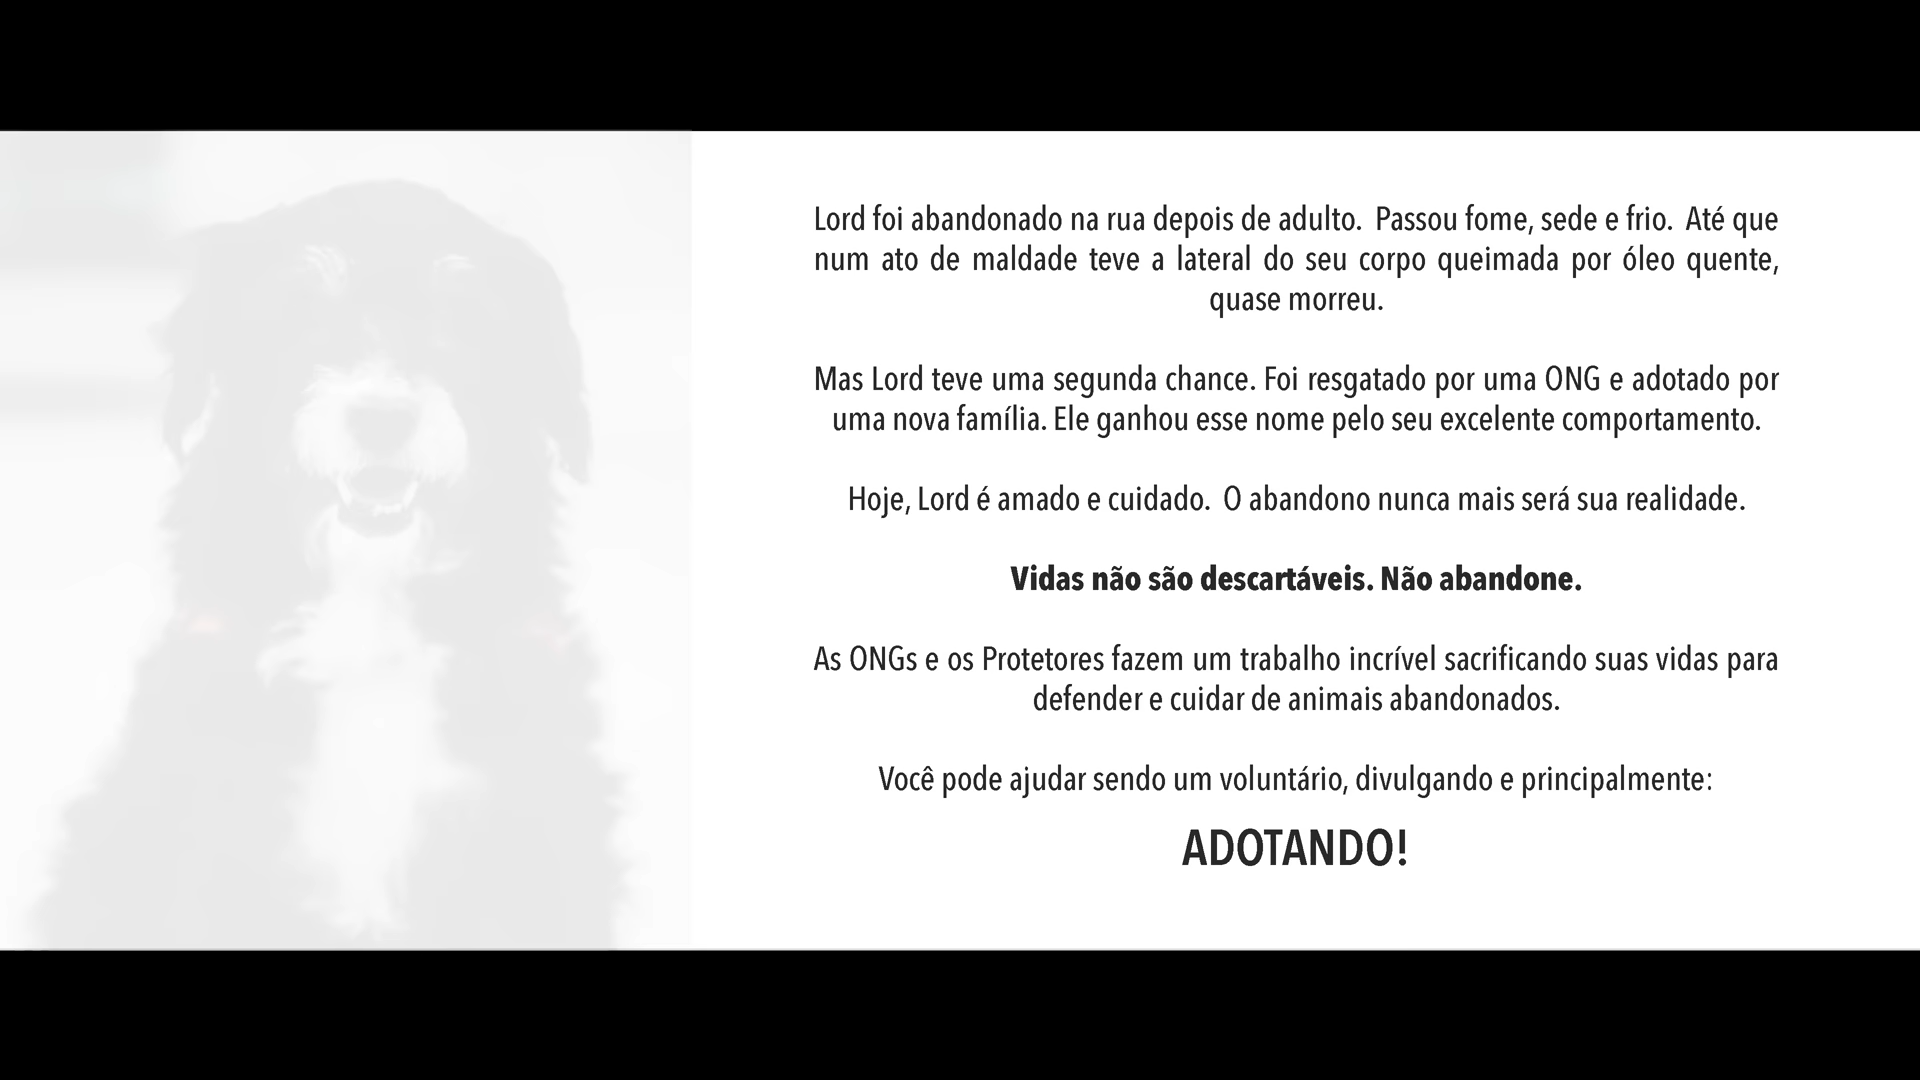 Lord foi abandonado na rua depois de adulto.  Passou fome, sede e frio.  Até que
num ato de maldade teve a lateral do seu corpo queimada por óleo quente,
quase morreu.
Mas Lord teve uma segunda chance. Foi resgatado por uma ONG e adotado por
uma nova família. Ele ganhou esse nome pelo seu excelente comportamento.
Hoje, Lord é amado e cuidado.  O abandono nunca mais será sua realidade.
Vidas não são descartáveis. Não abandone.
As ONGs e os Protetores fazem um trabalho incrível sacrificando suas vidas para
defender e cuidar de animais abandonados.
Você pode ajudar sendo um voluntário, divulgando e principalmente:
ADOTANDO!